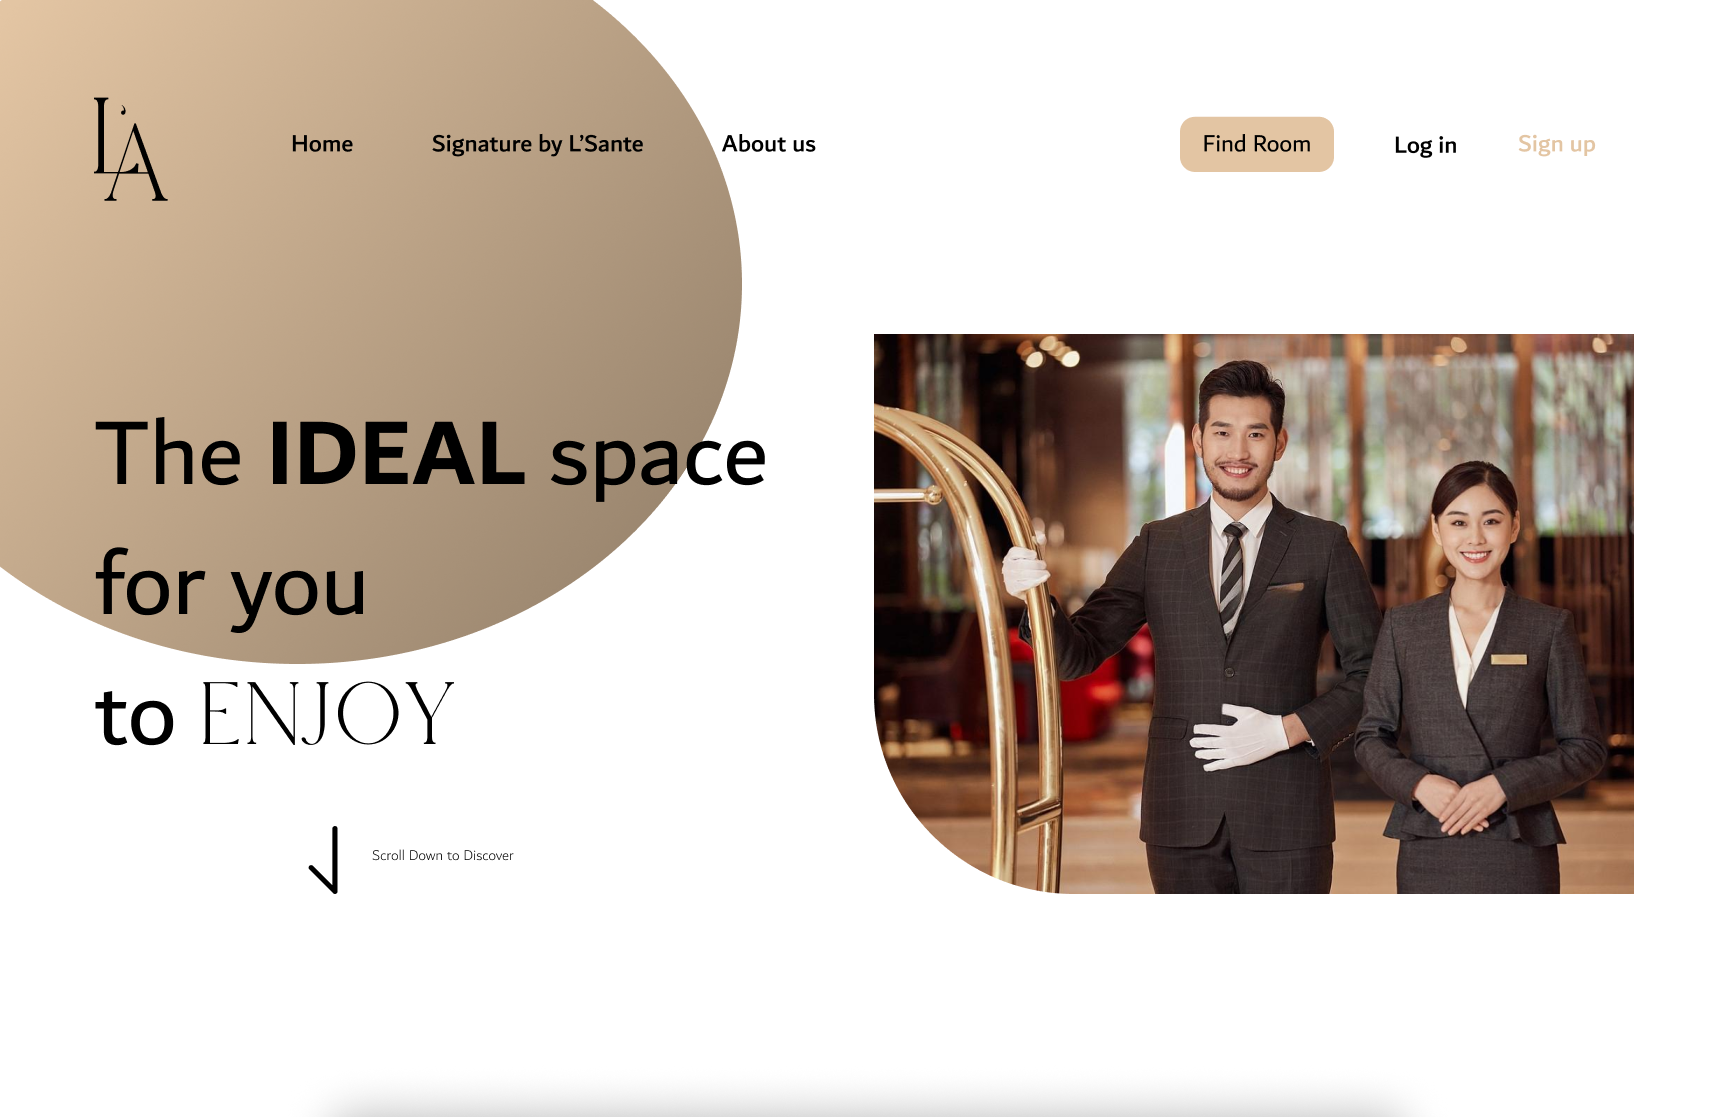 L'A
Home
Signature by L’Sante
About us
Find Room
Log in
Sign up
The IDEAL space
for you
to ENJOY
Scroll Down to Discover